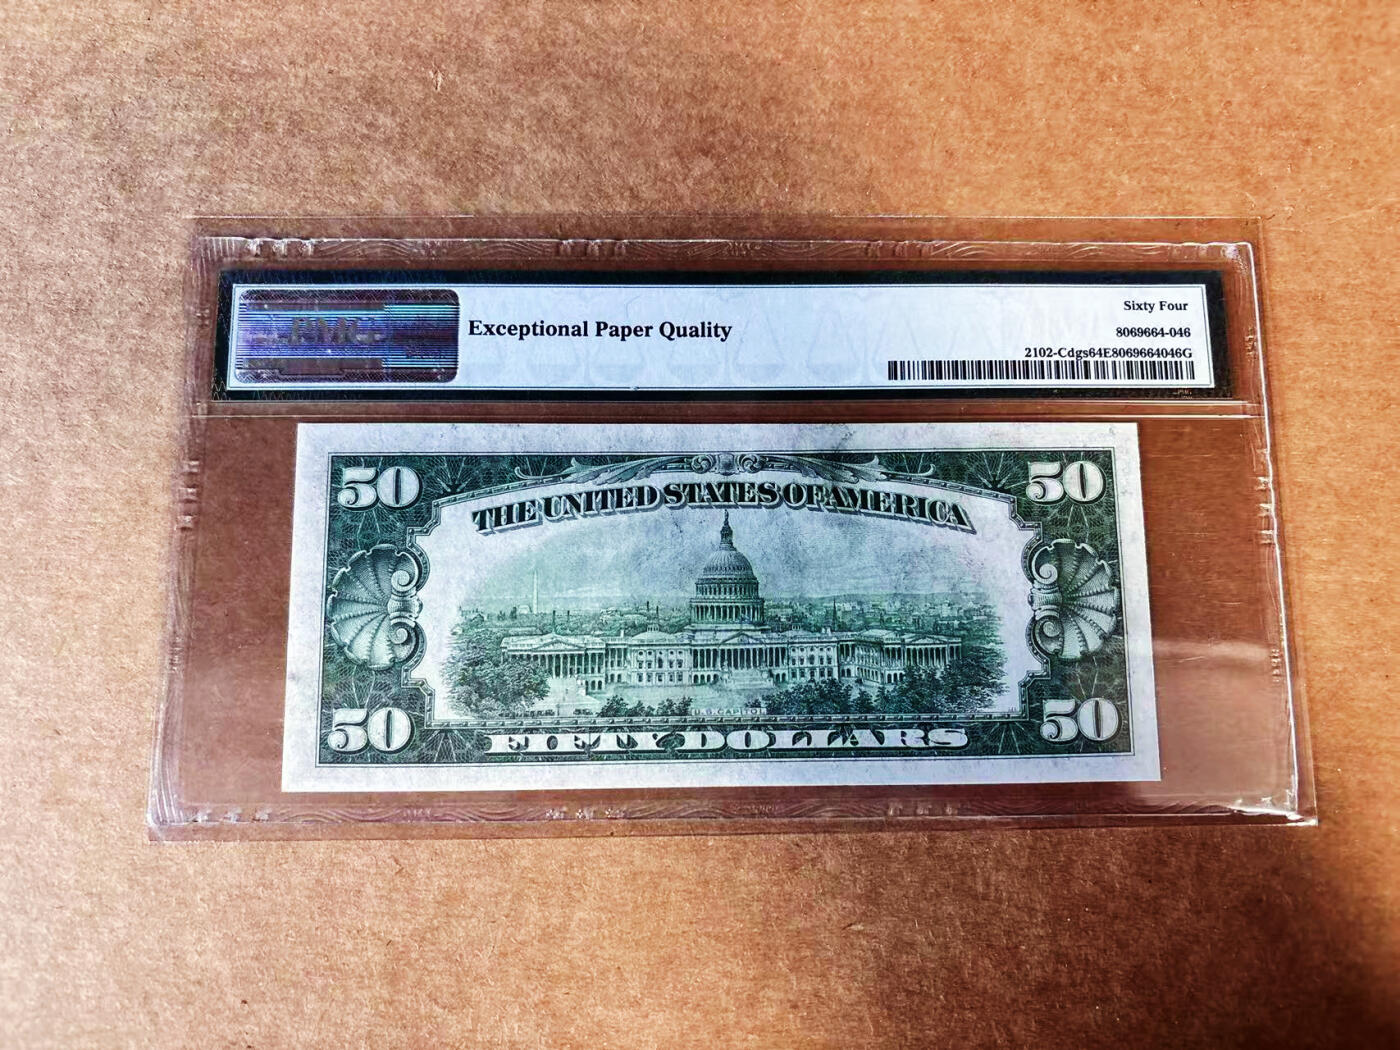 PMG
Exceptional Paper Quality
Sixty Four
8069664-046
2102-Cdgs64E8069664046G
50
50
THE UNITED STATES OF AMERICA
U.S. CAPITOL
50
50
FIFTY DOLLARS